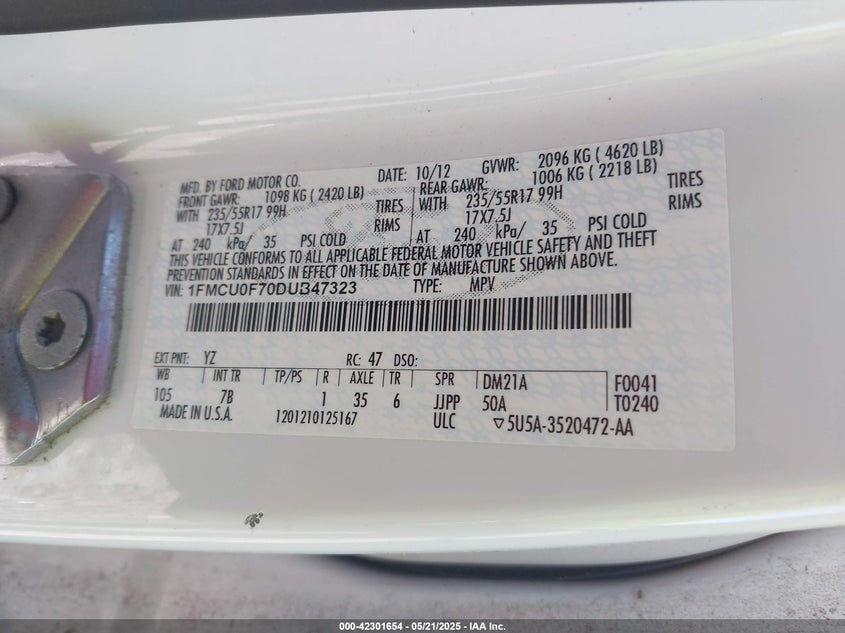 MFD. BY FORD MOTOR CO. DATE: 10/12 GVWR: 2096 KG ( 4620 LB)
FRONT GAWR: 1098 KG ( 2420 LB) REAR GAWR: 1006 KG ( 2218 LB)
WITH 235/55R17 99H TIRES WITH 235/55R17 99H TIRES
17X7.5J RIMS 17X7.5J RIMS
AT 240 kPa/ 35 PSI COLD AT 240 kPa/ 35 PSI COLD
THIS VEHICLE CONFORMS TO ALL APPLICABLE FEDERAL MOTOR VEHICLE SAFETY AND THEFT
PREVENTION STANDARDS IN EFFECT ON THE DATE OF MANUFACTURE SHOWN ABOVE.
VIN: 1FMCU0F70DUB47323 TYPE: MPV
EXT PNT: YZ RC: 47 DSO:
WB INT TR TP/PS R AXLE TR SPR DM21A F0041
105 7B 1 35 6 JJPP 50A T0240
MADE IN U.S.A. 1201210125167 ULC ▽5U5A-3520472-AA
000-42301654 - 05/21/2025 - IAA Inc.